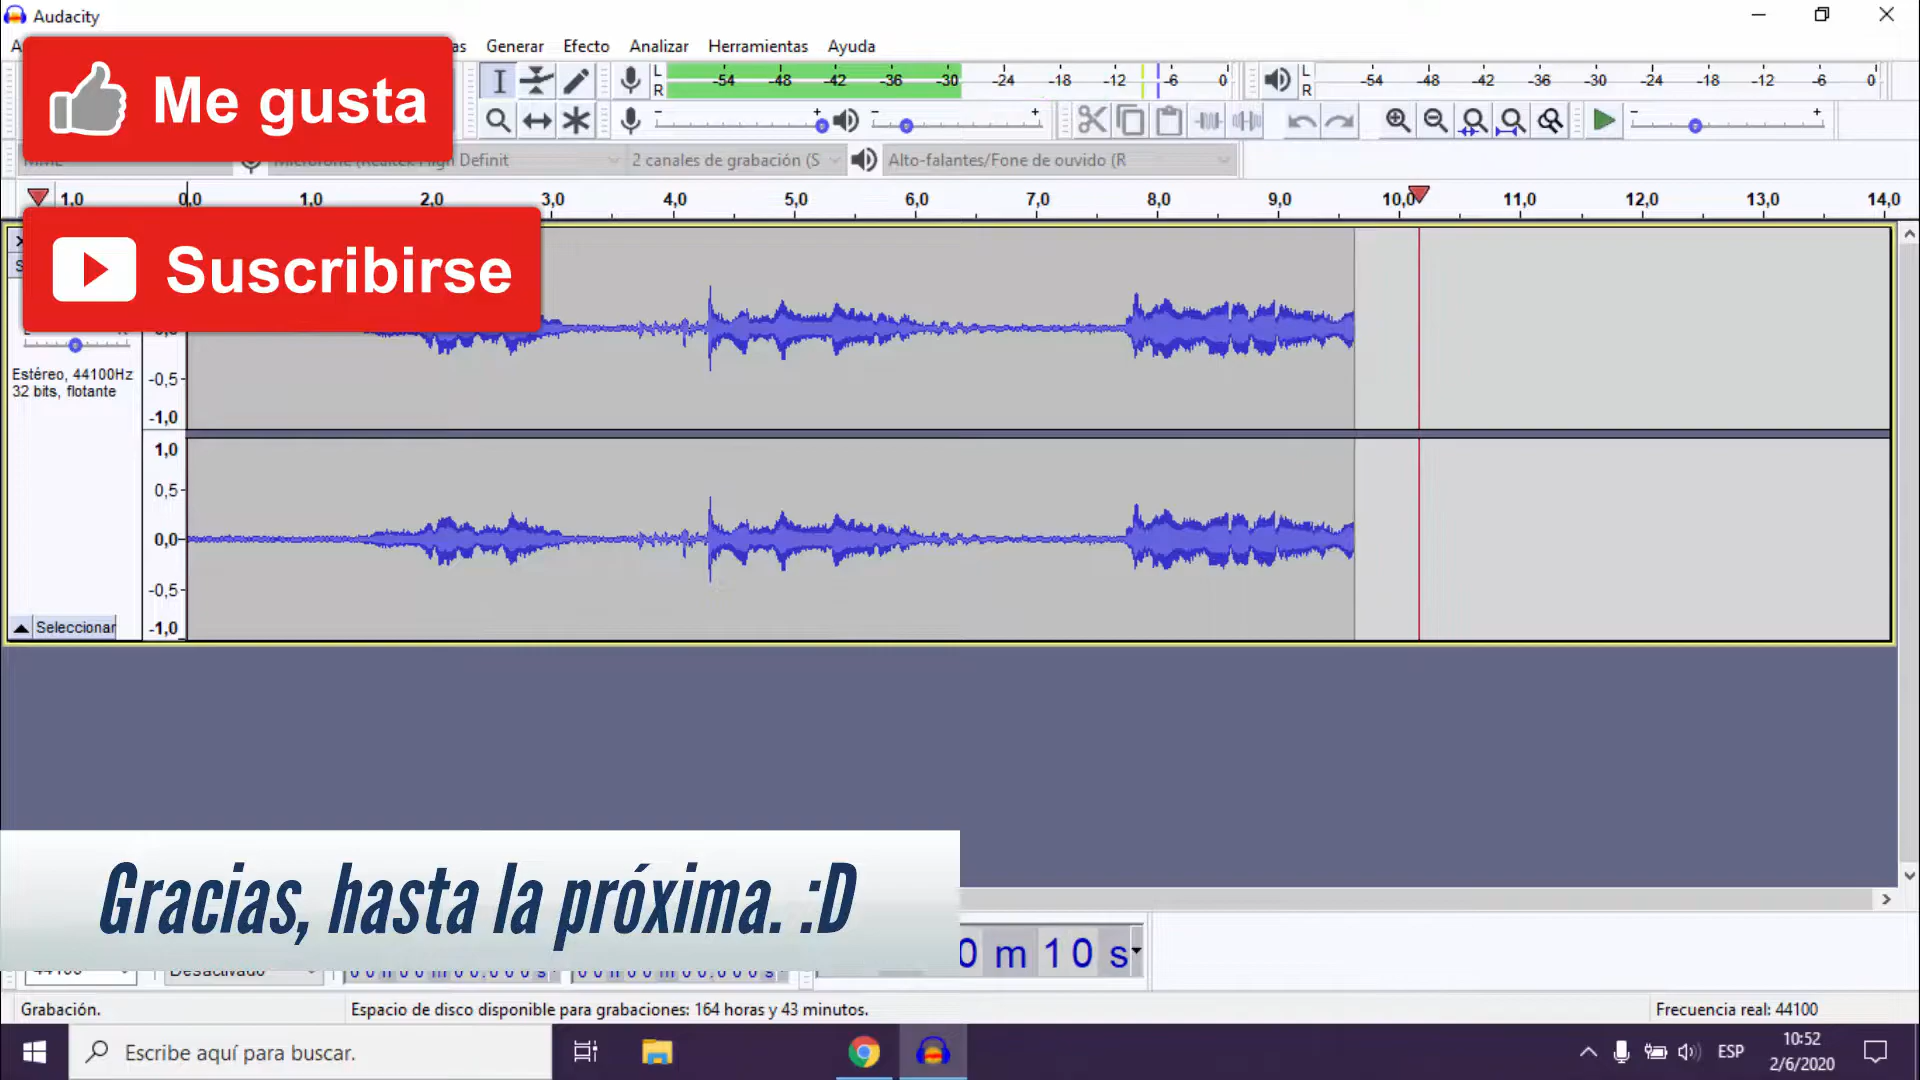 Audacity
Generar Efecto Analizar Herramientas Ayuda
Me gusta
L R -54 -48 -42 -36 -30 -24 -18 -12 -6 0
L R -54 -48 -42 -36 -30 -24 -18 -12 -6 0
- + - + - +
2 canales de grabación (S
Alto-falantes/Fone de ouvido (R
1,0 0,0 1,0 2,0 3,0 4,0 5,0 6,0 7,0 8,0 9,0 10,0 11,0 12,0 13,0 14,0
Suscribirse
Estéreo, 44100Hz
32 bits, flotante
-0,5
-1,0
1,0
0,5
0,0
-0,5
-1,0
Seleccionar
Gracias, hasta la próxima. :D
0 m 10 s
Grabación.
Espacio de disco disponible para grabaciones: 164 horas y 43 minutos.
Frecuencia real: 44100
Escribe aquí para buscar.
ESP
10:52
2/6/2020